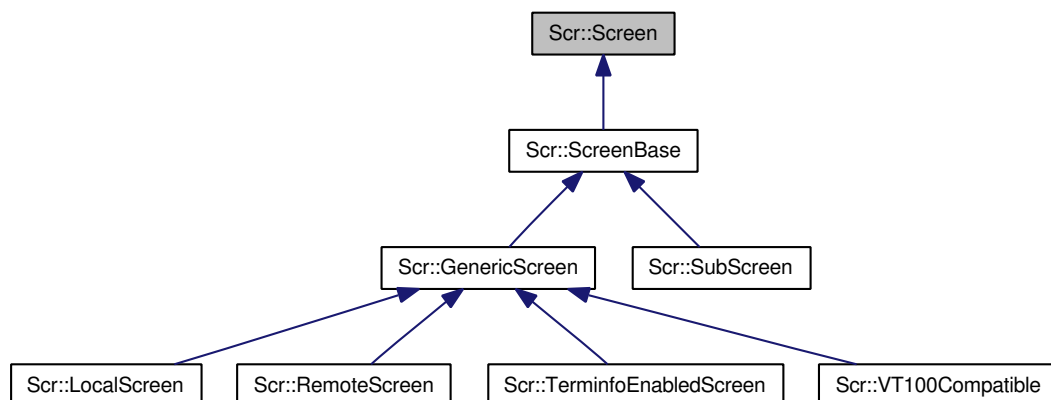 Scr::Screen
Scr::ScreenBase
Scr::GenericScreen
Scr::SubScreen
Scr::LocalScreen
Scr::RemoteScreen
Scr::TerminfoEnabledScreen
Scr::VT100Compatible